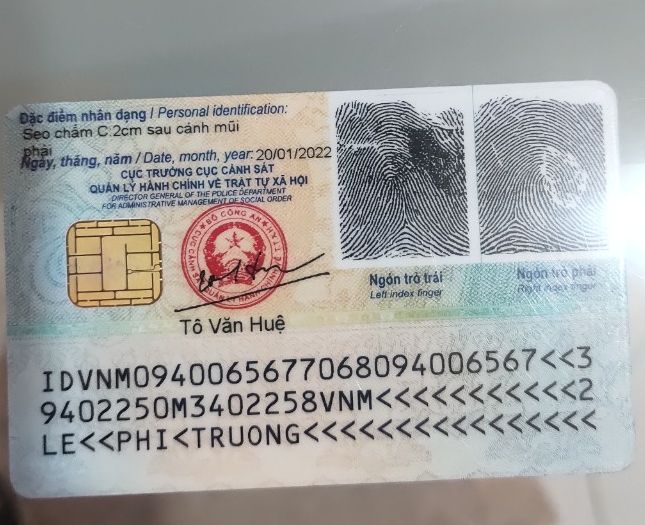 Đặc điểm nhân dạng / Personal identification:
Sẹo chấm C.2cm sau cánh mũi
phải
Ngày, tháng, năm / Date, month, year: 20/01/2022
CỤC TRƯỞNG CỤC CẢNH SÁT
QUẢN LÝ HÀNH CHÍNH VỀ TRẬT TỰ XÃ HỘI
DIRECTOR GENERAL OF THE POLICE DEPARTMENT
FOR ADMINISTRATIVE MANAGEMENT OF SOCIAL ORDER
BỘ CÔNG AN
Tô Văn Huệ
Ngón trỏ trái
Left index finger
Ngón trỏ phải
Right index finger
IDVNM0940065677068094006567<<3
9402250M3402258VNM<<<<<<<<<<<2
LE<<PHI<TRUONG<<<<<<<<<<<<<<<<